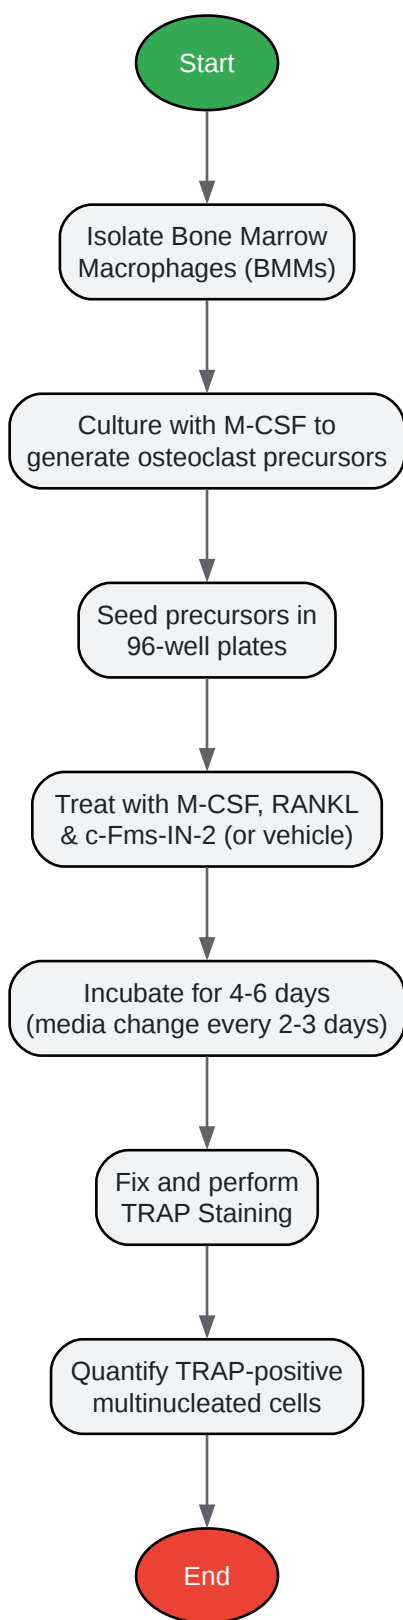 Start
Isolate Bone Marrow
Macrophages (BMMs)
Culture with M-CSF to
generate osteoclast precursors
Seed precursors in
96-well plates
Treat with M-CSF, RANKL
& c-Fms-IN-2 (or vehicle)
Incubate for 4-6 days
(media change every 2-3 days)
Fix and perform
TRAP Staining
Quantify TRAP-positive
multinucleated cells
End